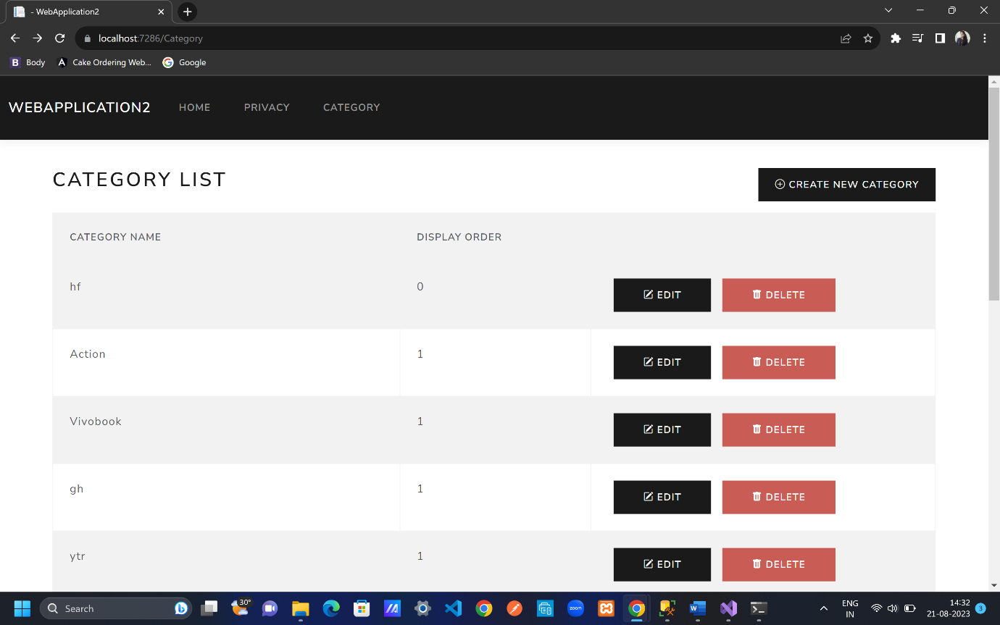 - WebApplication2
localhost:7286/Category
B Body A Cake Ordering Web... G Google
WEBAPPLICATION2 HOME PRIVACY CATEGORY
CATEGORY LIST
CREATE NEW CATEGORY
CATEGORY NAME DISPLAY ORDER
hf 0 EDIT DELETE
Action 1 EDIT DELETE
Vivobook 1 EDIT DELETE
gh 1 EDIT DELETE
ytr 1 EDIT DELETE
Search 30° zoom W ENG 14:32
IN 21-08-2023 3